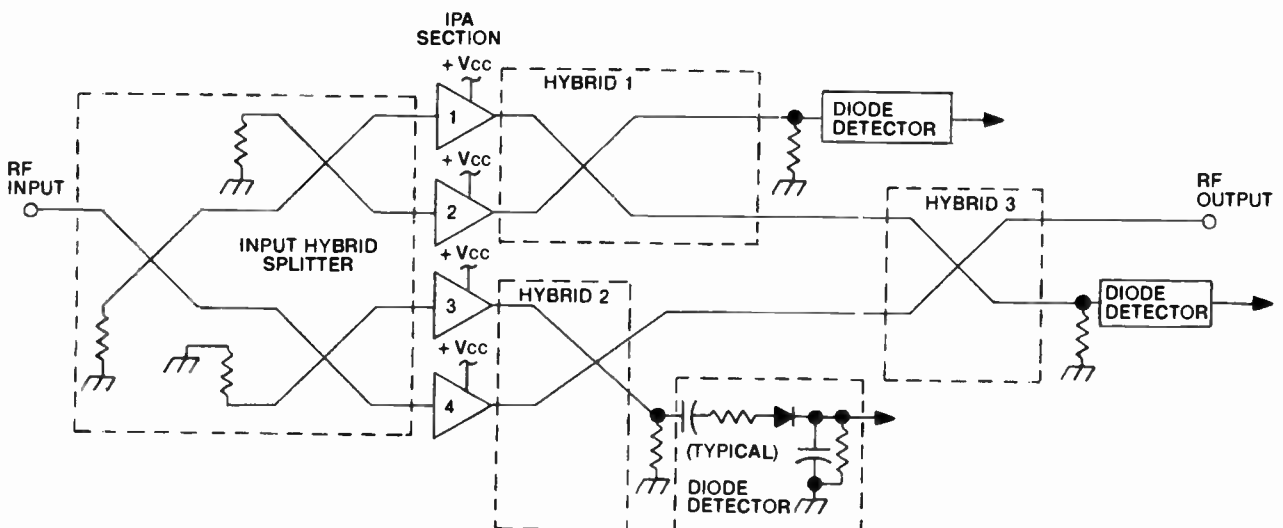 IPA
SECTION
+ VCC
HYBRID 1
1
DIODE
DETECTOR
+ VCC
RF
INPUT
2
RF
OUTPUT
HYBRID 3
INPUT HYBRID
SPLITTER
+ VCC
HYBRID 2
3
DIODE
DETECTOR
+ VCC
4
(TYPICAL)
DIODE
DETECTOR